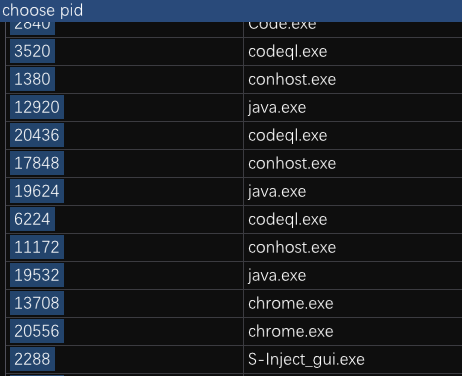 choose pid
2840 Code.exe
3520 codeql.exe
1380 conhost.exe
12920 java.exe
20436 codeql.exe
17848 conhost.exe
19624 java.exe
6224 codeql.exe
11172 conhost.exe
19532 java.exe
13708 chrome.exe
20556 chrome.exe
2288 S-Inject_gui.exe